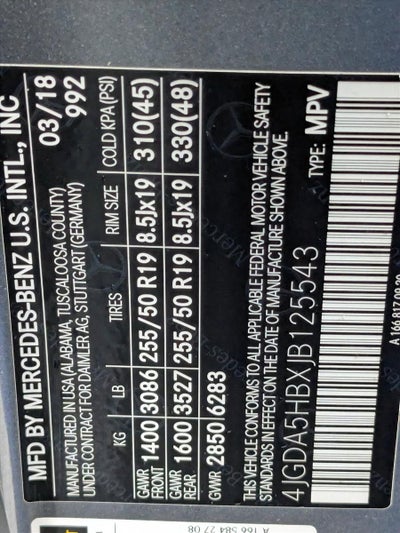 MFD BY MERCEDES-BENZ U.S. INTL., INC
MANUFACTURED IN USA (ALABAMA, TUSCALOOSA COUNTY) 03/18
UNDER CONTRACT FOR DAIMLER AG, STUTTGART (GERMANY) 992
KG LB TIRES RIM SIZE COLD KPA(PSI)
GAWR FRONT 1400 3086 255/50 R19 8.5Jx19 310(45)
GAWR REAR 1600 3527 255/50 R19 8.5Jx19 330(48)
GVWR 2850 6283
THIS VEHICLE CONFORMS TO ALL APPLICABLE FEDERAL MOTOR VEHICLE SAFETY
STANDARDS IN EFFECT ON THE DATE OF MANUFACTURE SHOWN ABOVE.
4JGDA5HBXJB125543 TYPE: MPV
A 166 817 09 20
A 166 584 27 08